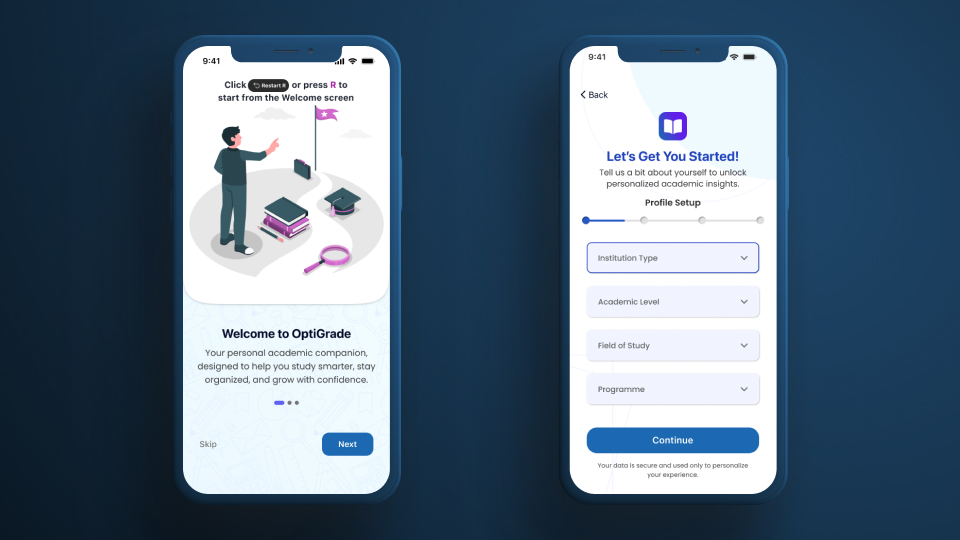 9:41
Click Restart R or press R to
start from the Welcome screen
Welcome to OptiGrade
Your personal academic companion,
designed to help you study smarter, stay
organized, and grow with confidence.
Skip
Next
9:41
Back
Let's Get You Started!
Tell us a bit about yourself to unlock
personalized academic insights.
Profile Setup
Institution Type
Academic Level
Field of Study
Programme
Continue
Your data is secure and used only to personalize
your experience.